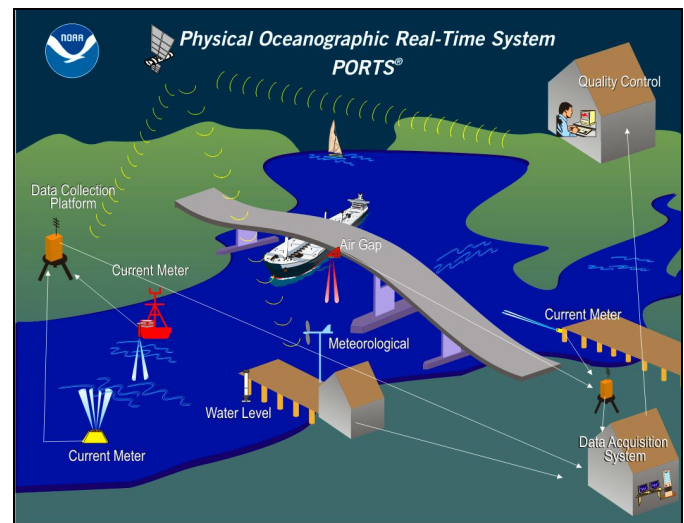 NOAA
Physical Oceanographic Real-Time System
PORTS®
Quality Control
Data Collection
Platform
Air Gap
Current Meter
Current Meter
Meteorological
Water Level
Current Meter
Data Acquisition
System